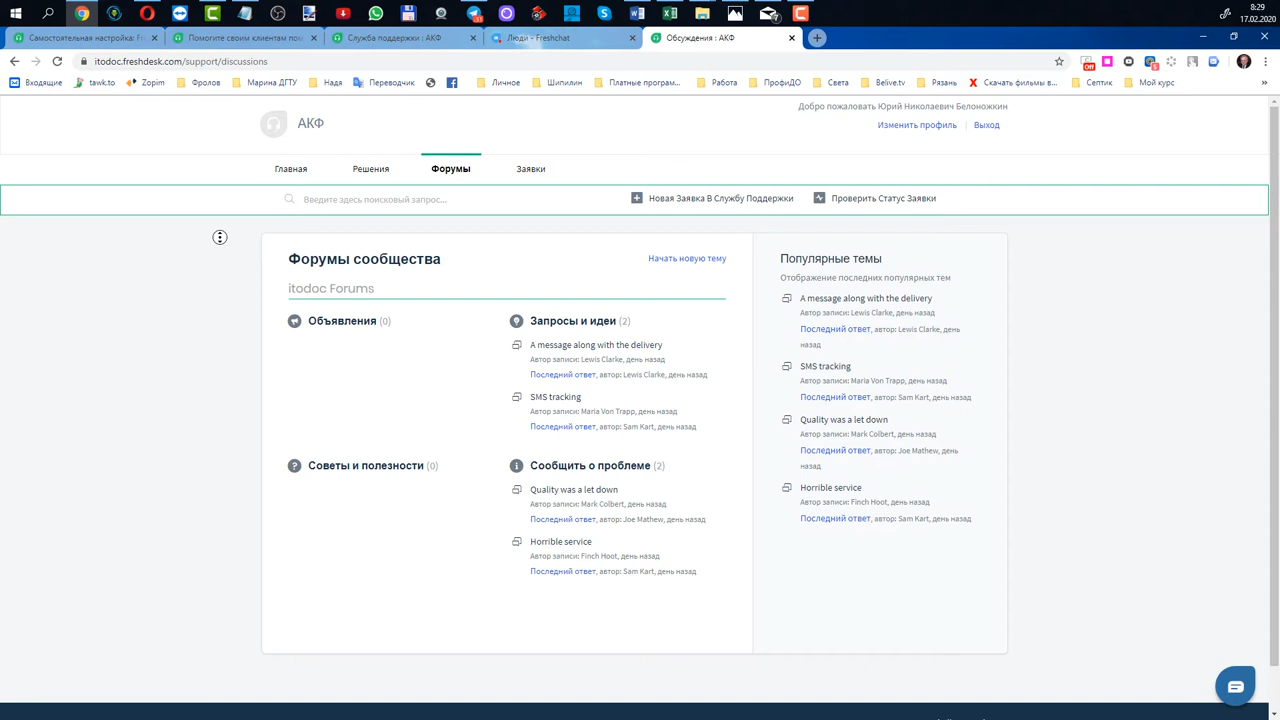 8:29
17.02.2020
Самостоятельная настройка: Fr
Помогите своим клиентам пом
Служба поддержки : АКФ
Люди - Freshchat
Обсуждения : АКФ
itodoc.freshdesk.com/support/discussions
Входящие
tawk.to
Zopim
Фролов
Марина ДГТУ
Надя
Переводчик
Личное
Шипилин
Платные програм...
Работа
ПрофиДО
Света
Belive.tv
Рязань
Скачать фильмы в...
Септик
Мой курс
АКФ
Добро пожаловать Юрий Николаевич Белоножкин
Изменить профиль | Выход
Главная
Решения
Форумы
Заявки
Введите здесь поисковый запрос...
Новая Заявка В Службу Поддержки
Проверить Статус Заявки
Форумы сообщества
Начать новую тему
itodoc Forums
Объявления (0)
Запросы и идеи (2)
A message along with the delivery
Автор записи: Lewis Clarke, день назад
Последний ответ, автор: Lewis Clarke, день назад
SMS tracking
Автор записи: Maria Von Trapp, день назад
Последний ответ, автор: Sam Kart, день назад
Советы и полезности (0)
Сообщить о проблеме (2)
Quality was a let down
Автор записи: Mark Colbert, день назад
Последний ответ, автор: Joe Mathew, день назад
Horrible service
Автор записи: Finch Hoot, день назад
Последний ответ, автор: Sam Kart, день назад
Популярные темы
Отображение последних популярных тем
A message along with the delivery
Автор записи: Lewis Clarke, день назад
Последний ответ, автор: Lewis Clarke, день
назад
SMS tracking
Автор записи: Maria Von Trapp, день назад
Последний ответ, автор: Sam Kart, день назад
Quality was a let down
Автор записи: Mark Colbert, день назад
Последний ответ, автор: Joe Mathew, день
назад
Horrible service
Автор записи: Finch Hoot, день назад
Последний ответ, автор: Sam Kart, день назад